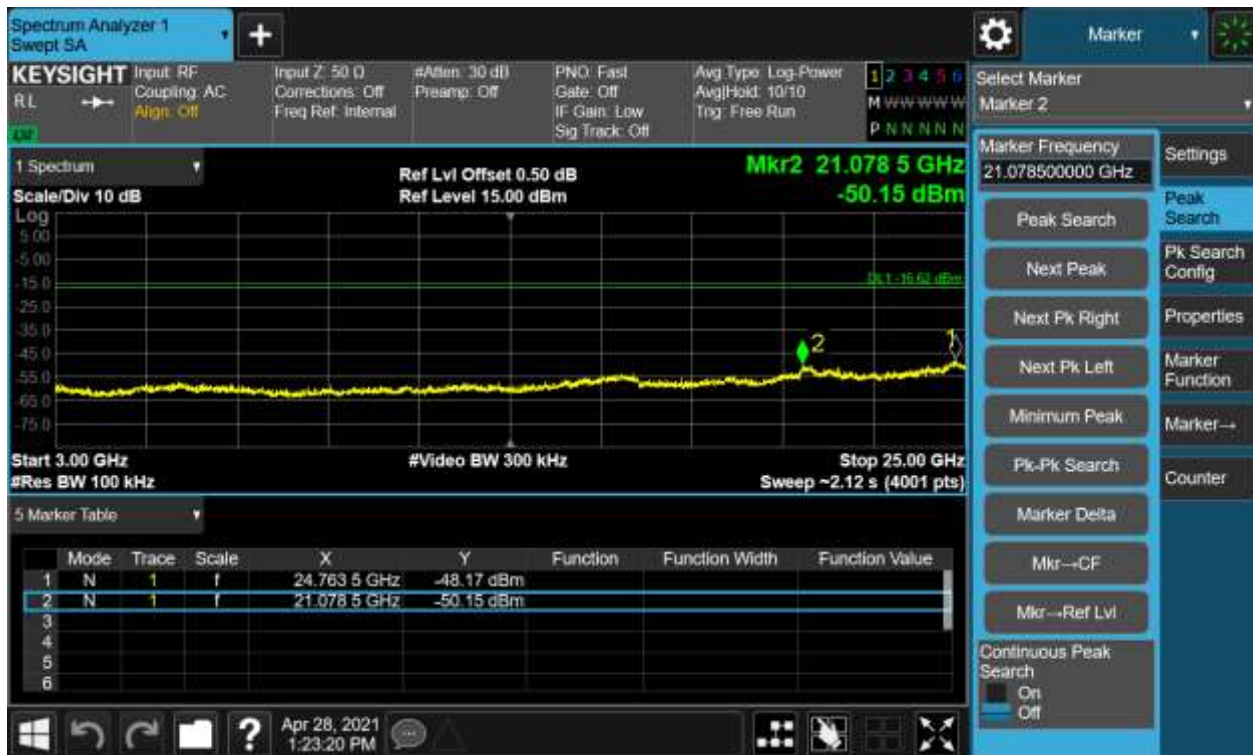 Spectrum Analyzer 1
Swept SA
Marker
KEYSIGHT
RL
Input: RF
Coupling: AC
Align: Off
Input Z: 50 Ω
Corrections: Off
Freq Ref: Internal
#Atten: 30 dB
Preamp: Off
PNO: Fast
Gate: Off
IF Gain: Low
Sig Track: Off
Avg Type: Log-Power
Avg|Hold: 10/10
Trig: Free Run
1 2 3 4 5 6
M W W W W W
P N N N N N
1 Spectrum
Scale/Div 10 dB
Ref Lvl Offset 0.50 dB
Ref Level 15.00 dBm
Mkr2 21.078 5 GHz
-50.15 dBm
Log
5.00
-5.00
-15.0
-25.0
-35.0
-45.0
-55.0
-65.0
-75.0
DL1 -16.62 dBm
2
1
Start 3.00 GHz
#Res BW 100 kHz
#Video BW 300 kHz
Stop 25.00 GHz
Sweep ~2.12 s (4001 pts)
5 Marker Table
Mode Trace Scale X Y Function Function Width Function Value
1 N 1 f 24.763 5 GHz -48.17 dBm
2 N 1 f 21.078 5 GHz -50.15 dBm
3
4
5
6
Select Marker
Marker 2
Marker Frequency
21.078500000 GHz
Peak Search
Next Peak
Next Pk Right
Next Pk Left
Minimum Peak
Pk-Pk Search
Marker Delta
Mkr→CF
Mkr→Ref Lvl
Continuous Peak
Search
On
Off
Settings
Peak
Search
Pk Search
Config
Properties
Marker
Function
Marker→
Counter
?
Apr 28, 2021
1:23:20 PM